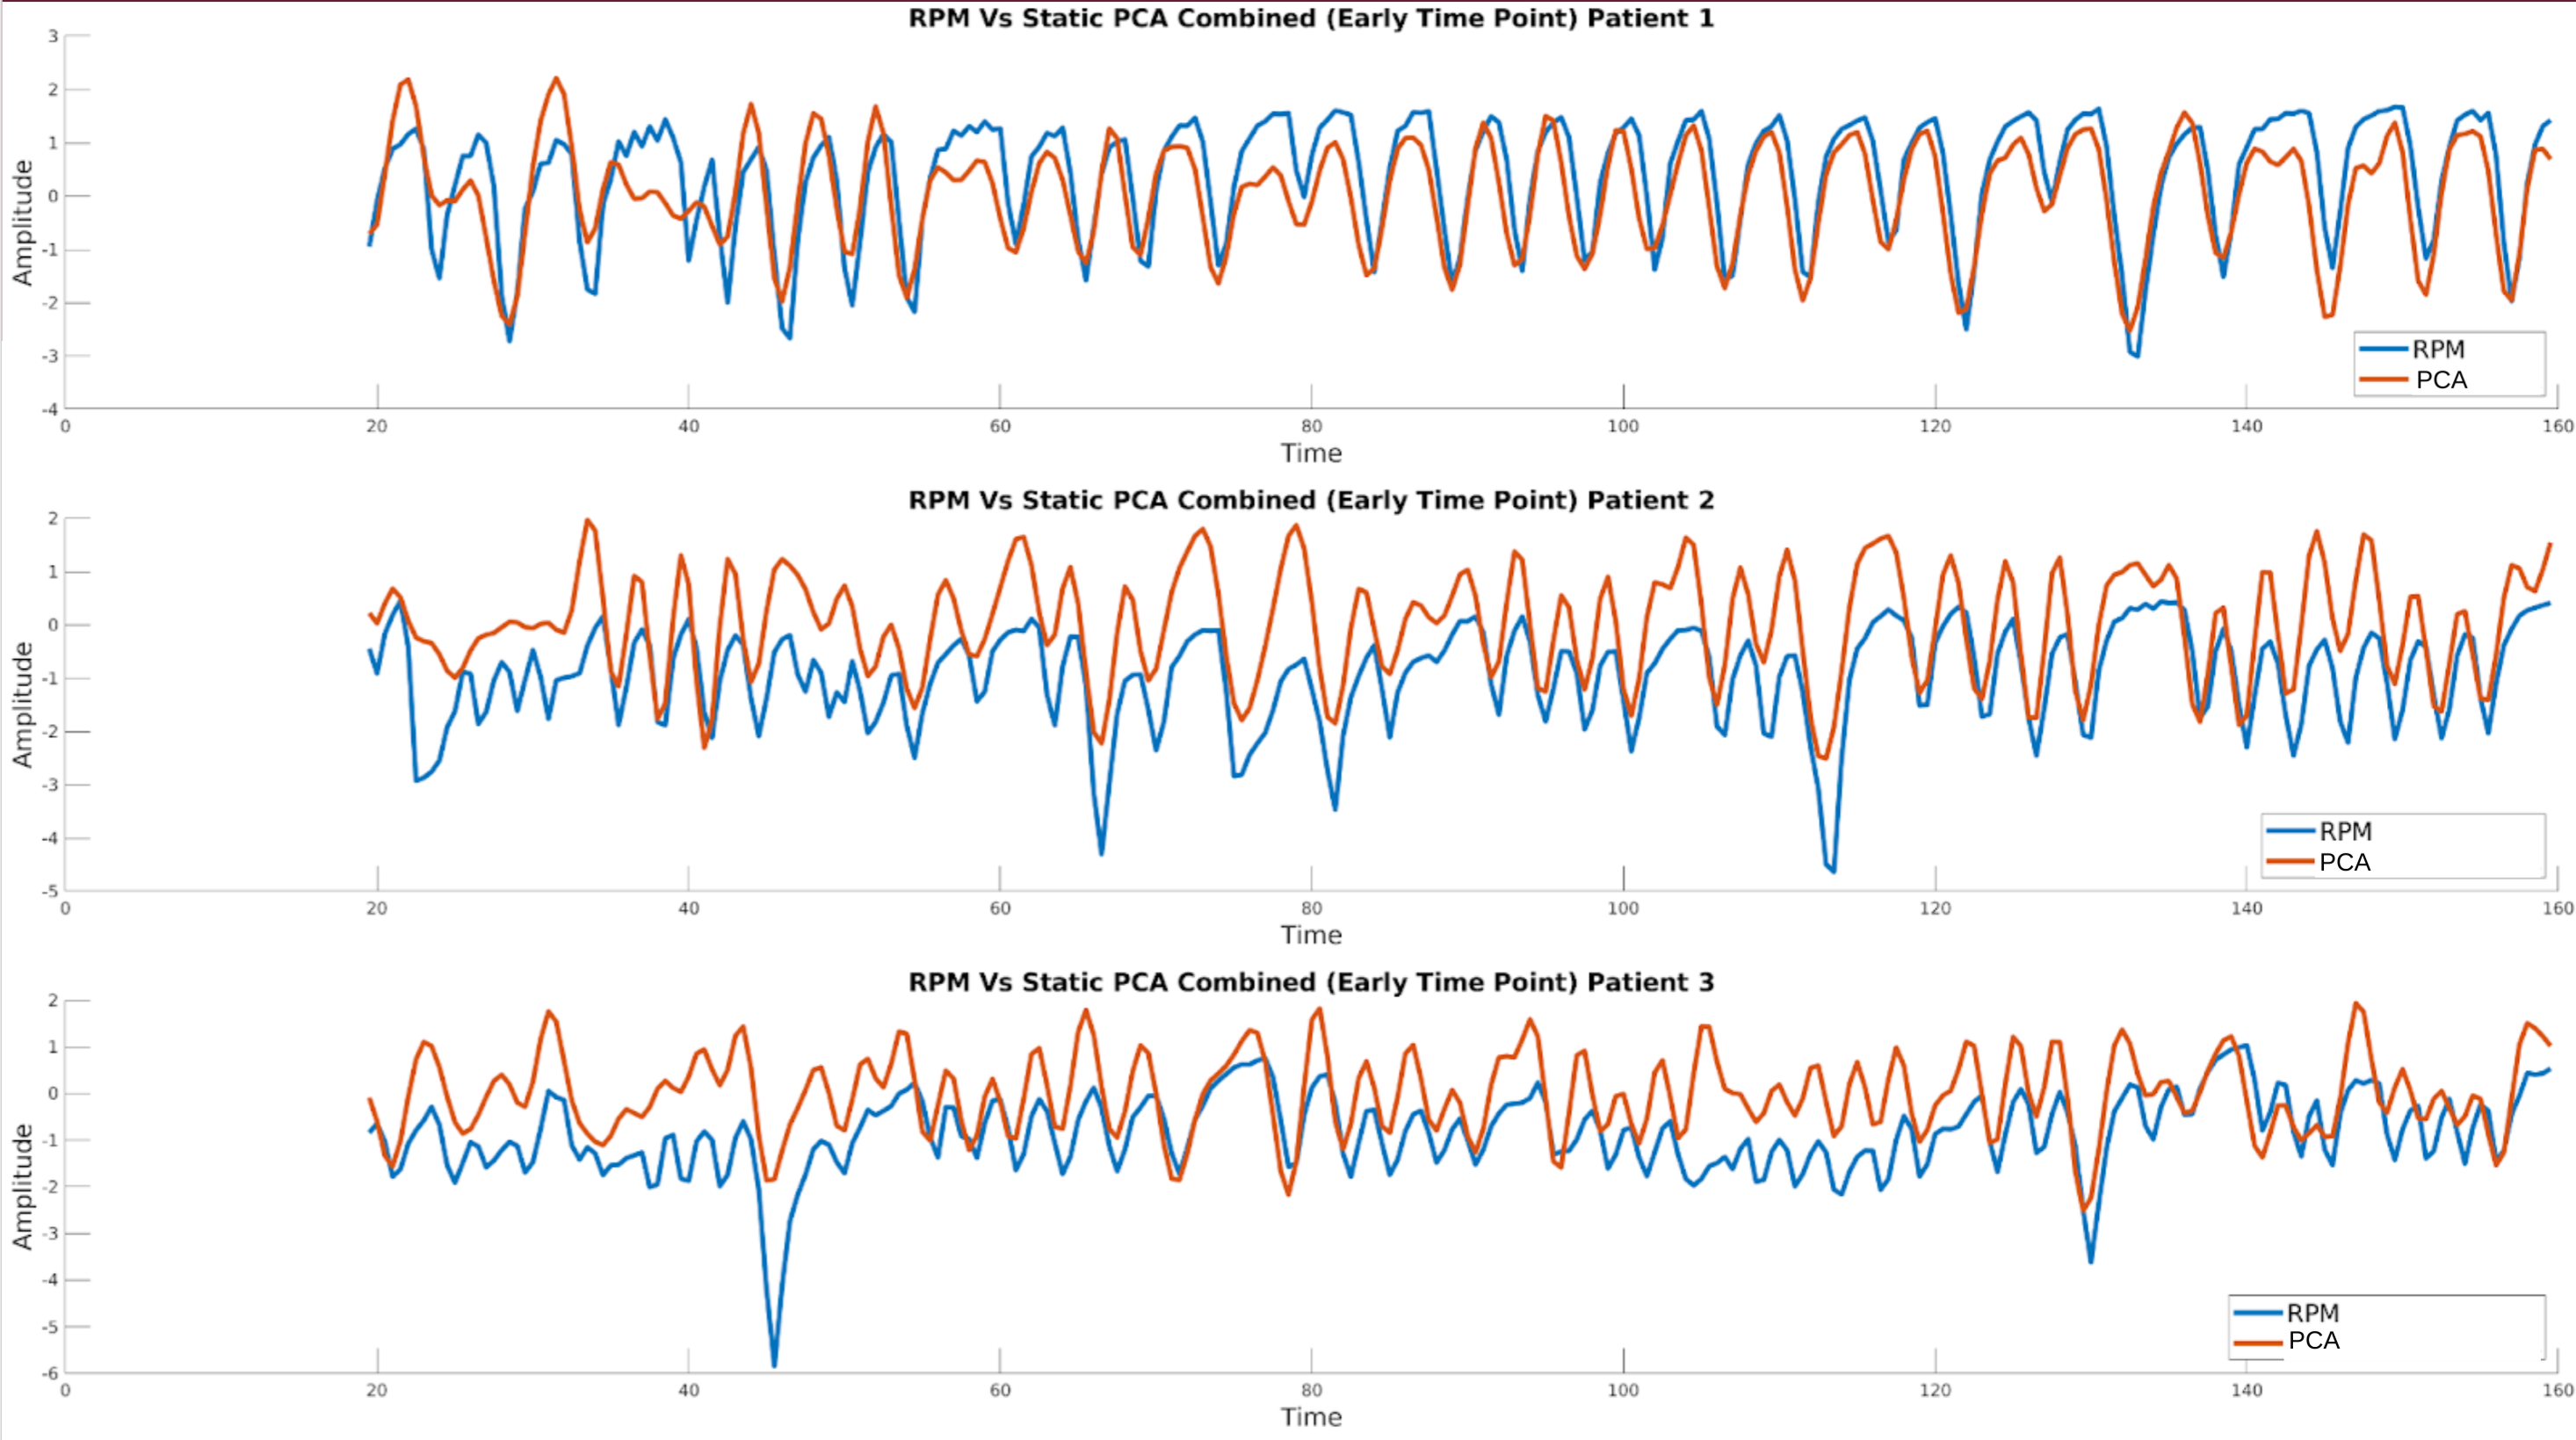 RPM Vs Static PCA Combined (Early Time Point) Patient 1
3
2
1
0
-1
-2
-3
-4
Amplitude
RPM
PCA
0 20 40 60 80 100 120 140 160
Time
RPM Vs Static PCA Combined (Early Time Point) Patient 2
2
1
0
-1
-2
-3
-4
-5
Amplitude
RPM
PCA
0 20 40 60 80 100 120 140 160
Time
RPM Vs Static PCA Combined (Early Time Point) Patient 3
2
1
0
-1
-2
-3
-4
-5
-6
Amplitude
RPM
PCA
0 20 40 60 80 100 120 140 160
Time